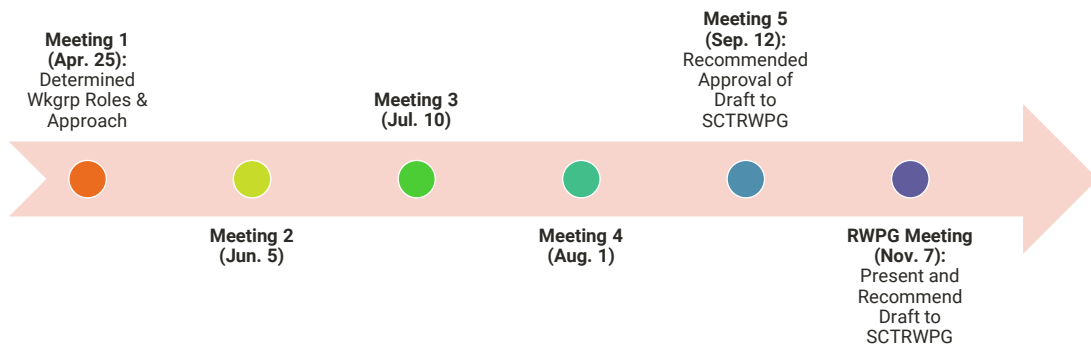 Meeting 1
(Apr. 25):
Determined
Wkgrp Roles &
Approach
Meeting 2
(Jun. 5)
Meeting 3
(Jul. 10)
Meeting 4
(Aug. 1)
Meeting 5
(Sep. 12):
Recommended
Approval of
Draft to
SCTRWPG
RWPG Meeting
(Nov. 7):
Present and
Recommend
Draft to
SCTRWPG